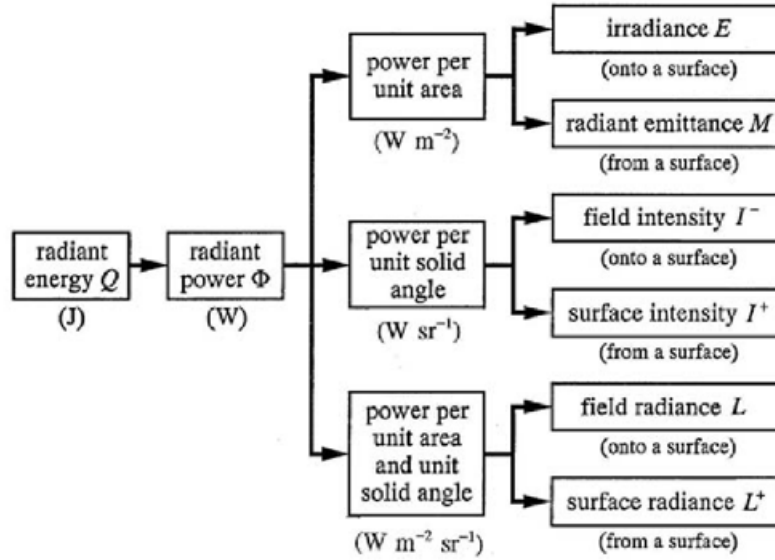 radiant
energy Q
(J)
radiant
power Φ
(W)
power per
unit area
(W m⁻²)
irradiance E
(onto a surface)
radiant emittance M
(from a surface)
power per
unit solid
angle
(W sr⁻¹)
field intensity I⁻
(onto a surface)
surface intensity I⁺
(from a surface)
power per
unit area
and unit
solid angle
(W m⁻² sr⁻¹)
field radiance L
(onto a surface)
surface radiance L⁺
(from a surface)